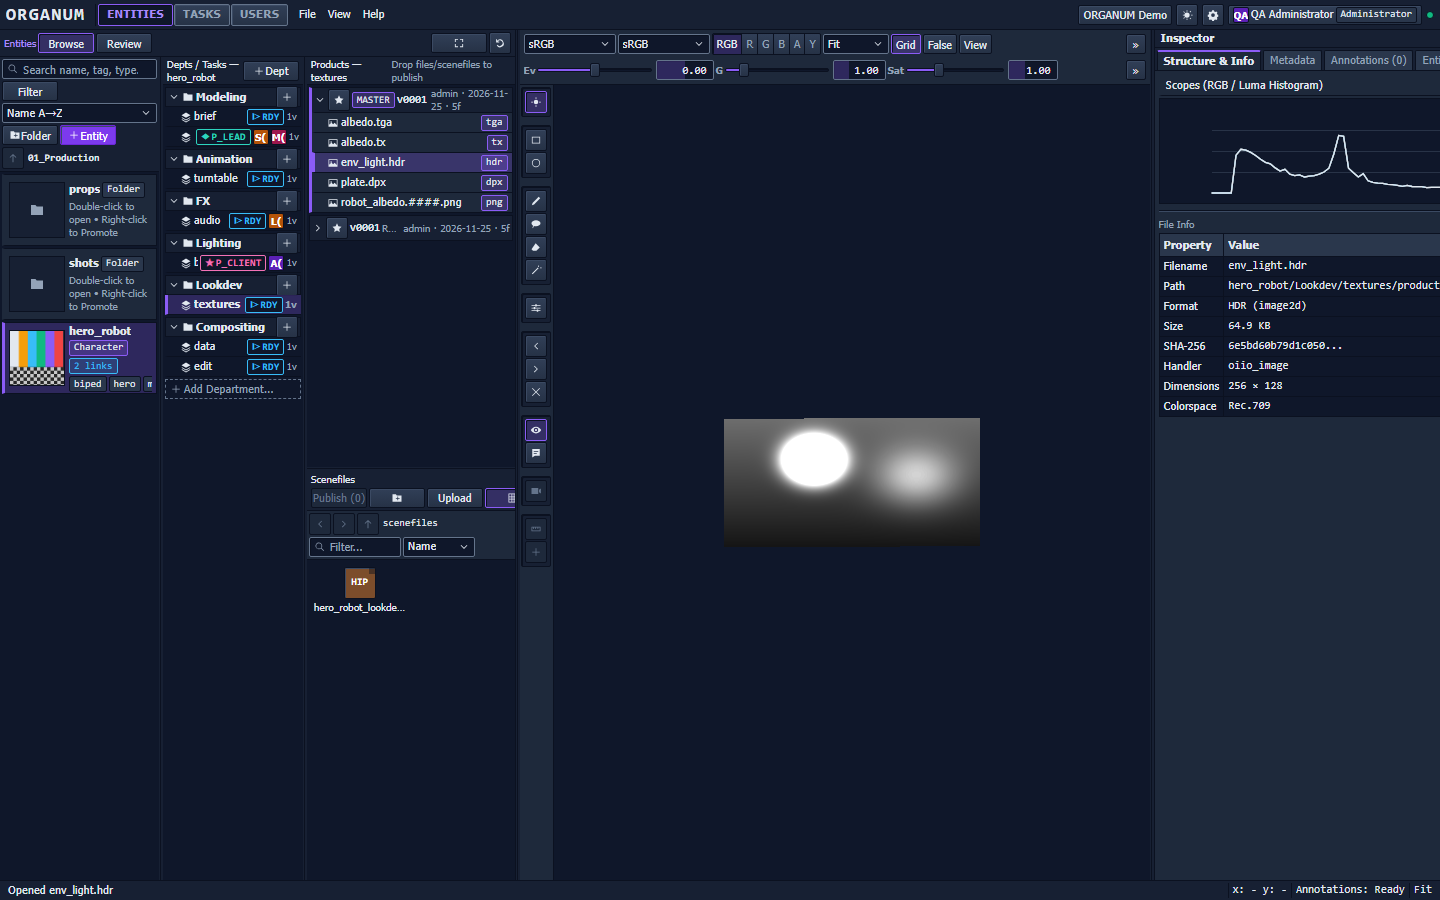 ORGANUM ENTITIES TASKS USERS File View Help ORGANUM Demo QA QA Administrator Administrator
Entities Browse Review
Search name, tag, type.
Filter
Name A→Z
Folder + Entity
01_Production
props Folder
Double-click to
open • Right-click
to Promote
shots Folder
Double-click to
open • Right-click
to Promote
hero_robot
Character
2 links
biped hero
Depts / Tasks —
hero_robot
+ Dept
Modeling
brief RDY 1v
P_LEAD S( M( 1v
Animation
turntable RDY 1v
FX
audio RDY L( 1v
Lighting
P_CLIENT A( 1v
Lookdev
textures RDY 1v
Compositing
data RDY 1v
edit RDY 1v
+ Add Department...
Products —
textures
Drop files/scenefiles to
publish
MASTER v0001 admin · 2026-11-
25 · 5f
albedo.tga tga
albedo.tx tx
env_light.hdr hdr
plate.dpx dpx
robot_albedo.####.png png
v0001 R... admin · 2026-11-25 · 5f
Scenefiles
Publish (0) Upload
scenefiles
Filter... Name
HIP
hero_robot_lookde...
sRGB sRGB RGB R G B A Y Fit Grid False View »
Ev 0.00 G 1.00 Sat 1.00 »
Inspector
Structure & Info Metadata Annotations (0) Enti
Scopes (RGB / Luma Histogram)
File Info
Property Value
Filename env_light.hdr
Path hero_robot/Lookdev/textures/product
Format HDR (image2d)
Size 64.9 KB
SHA-256 6e5bd60b79d1c050...
Handler oiio_image
Dimensions 256 × 128
Colorspace Rec.709
Opened env_light.hdr x: - y: - Annotations: Ready Fit